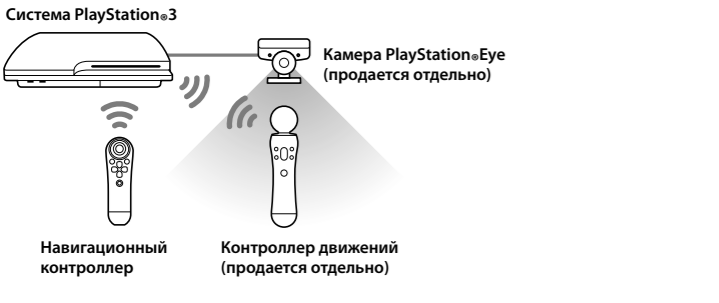 Система PlayStation®3
Камера PlayStation®Eye
(продается отдельно)
Навигационный
контроллер
Контроллер движений
(продается отдельно)